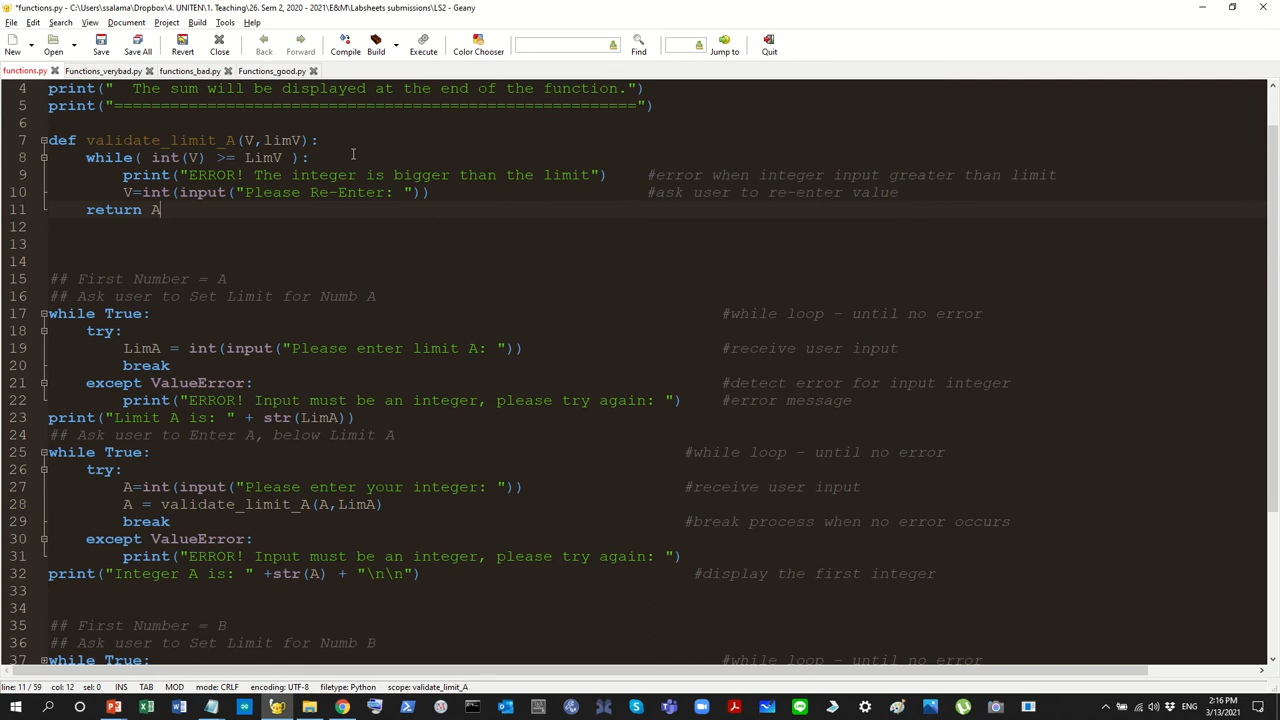 *functions.py - C:\Users\ssalama\Dropbox\4. UNITEN\1. Teaching\26. Sem 2, 2020 - 2021\E&M\Labsheets submissions\LS2 - Geany
File Edit Search View Document Project Build Tools Help
New Open Save Save All Revert Close Back Forward Compile Build Execute Color Chooser Find Jump to Quit
functions.py Functions_verybad.py functions_bad.py Functions_good.py
4 print("  The sum will be displayed at the end of the function.")
5 print("========================================================")
6
7 def validate_limit_A(V,limV):
8 while( int(V) >= LimV ):
9 print("ERROR! The integer is bigger than the limit") #error when integer input greater than limit
10 V=int(input("Please Re-Enter: ")) #ask user to re-enter value
11 return A
12
13
14
15 ## First Number = A
16 ## Ask user to Set Limit for Numb A
17 while True: #while loop - until no error
18 try:
19 LimA = int(input("Please enter limit A: ")) #receive user input
20 break
21 except ValueError: #detect error for input integer
22 print("ERROR! Input must be an integer, please try again: ") #error message
23 print("Limit A is: " + str(LimA))
24 ## Ask user to Enter A, below Limit A
25 while True: #while loop - until no error
26 try:
27 A=int(input("Please enter your integer: ")) #receive user input
28 A = validate_limit_A(A,LimA)
29 break #break process when no error occurs
30 except ValueError:
31 print("ERROR! Input must be an integer, please try again: ")
32 print("Integer A is: " +str(A) + "\n\n") #display the first integer
33
34
35 ## First Number = B
36 ## Ask user to Set Limit for Numb B
37 while True: #while loop - until no error
line: 11 / 59 col: 12 sel: 0 INS TAB MOD mode: CRLF encoding: UTF-8 filetype: Python scope: validate_limit_A
ENG 2:16 PM
3/13/2021